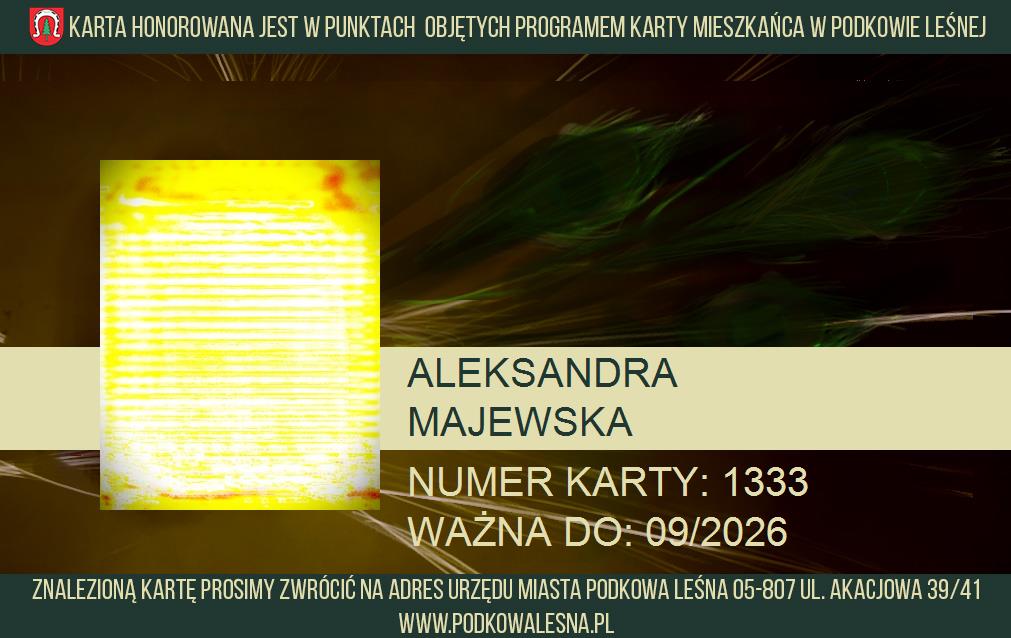 KARTA HONOROWANA JEST W PUNKTACH OBJĘTYCH PROGRAMEM KARTY MIESZKAŃCA W PODKOWIE LEŚNEJ
ALEKSANDRA
MAJEWSKA
NUMER KARTY: 1333
WAŻNA DO: 09/2026
ZNALEZIONĄ KARTĘ PROSIMY ZWRÓCIĆ NA ADRES URZĘDU MIASTA PODKOWA LEŚNA 05-807 UL. AKACJOWA 39/41
WWW.PODKOWALESNA.PL